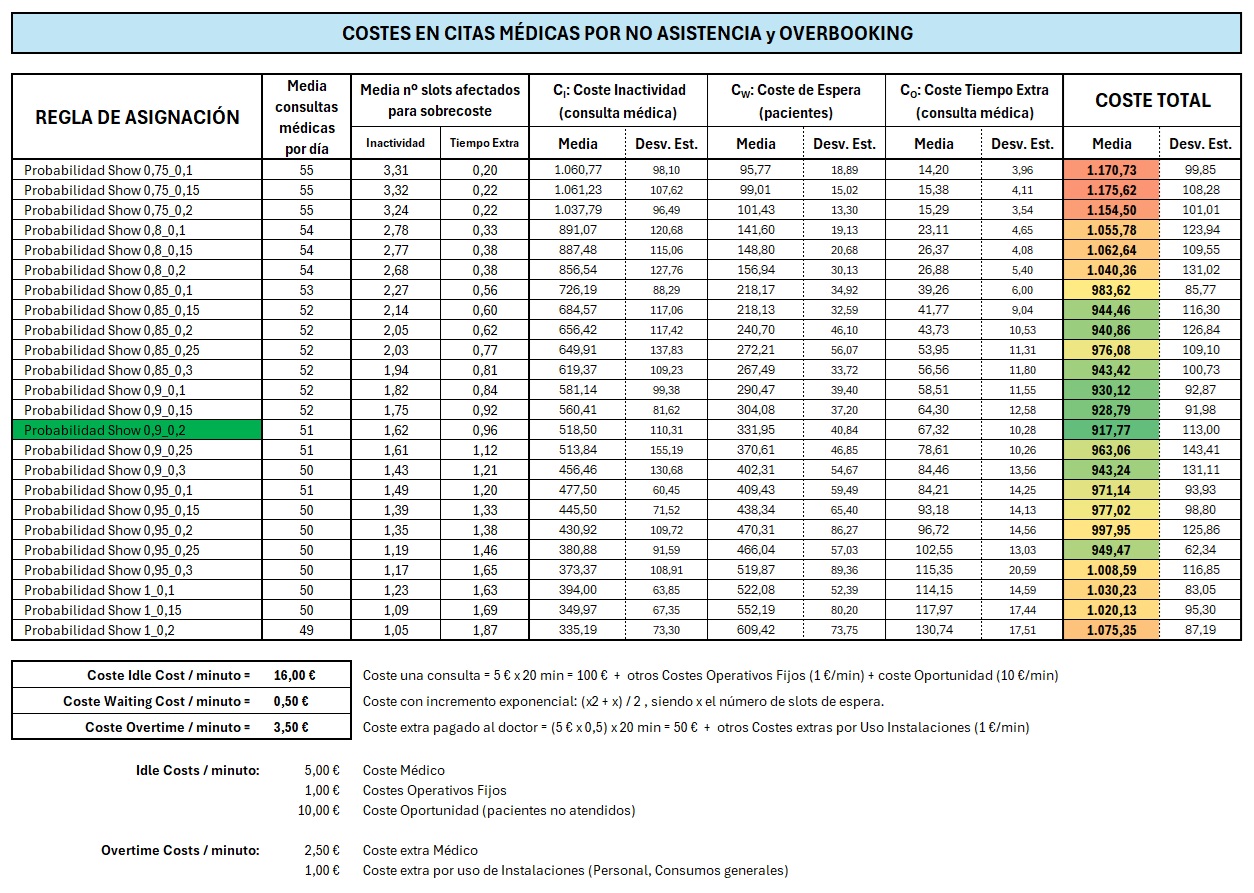 COSTES EN CITAS MÉDICAS POR NO ASISTENCIA y OVERBOOKING
REGLA DE ASIGNACIÓN Media consultas médicas por día Media nº slots afectados para sobrecoste C_I: Coste Inactividad (consulta médica) C_W: Coste de Espera (pacientes) C_O: Coste Tiempo Extra (consulta médica) COSTE TOTAL
Inactividad Tiempo Extra Media Desv. Est. Media Desv. Est. Media Desv. Est. Media Desv. Est.
Probabilidad Show 0,75_0,1 55 3,31 0,20 1.060,77 98,10 95,77 18,89 14,20 3,96 1.170,73 99,85
Probabilidad Show 0,75_0,15 55 3,32 0,22 1.061,23 107,62 99,01 15,02 15,38 4,11 1.175,62 108,28
Probabilidad Show 0,75_0,2 55 3,24 0,22 1.037,79 96,49 101,43 13,30 15,29 3,54 1.154,50 101,01
Probabilidad Show 0,8_0,1 54 2,78 0,33 891,07 120,68 141,60 19,13 23,11 4,65 1.055,78 123,94
Probabilidad Show 0,8_0,15 54 2,77 0,38 887,48 115,06 148,80 20,68 26,37 4,08 1.062,64 109,55
Probabilidad Show 0,8_0,2 54 2,68 0,38 856,54 127,76 156,94 30,13 26,88 5,40 1.040,36 131,02
Probabilidad Show 0,85_0,1 53 2,27 0,56 726,19 88,29 218,17 34,92 39,26 6,00 983,62 85,77
Probabilidad Show 0,85_0,15 52 2,14 0,60 684,57 117,06 218,13 32,59 41,77 9,04 944,46 116,30
Probabilidad Show 0,85_0,2 52 2,05 0,62 656,42 117,42 240,70 46,10 43,73 10,53 940,86 126,84
Probabilidad Show 0,85_0,25 52 2,03 0,77 649,91 137,83 272,21 56,07 53,95 11,31 976,08 109,10
Probabilidad Show 0,85_0,3 52 1,94 0,81 619,37 109,23 267,49 33,72 56,56 11,80 943,42 100,73
Probabilidad Show 0,9_0,1 52 1,82 0,84 581,14 99,38 290,47 39,40 58,51 11,55 930,12 92,87
Probabilidad Show 0,9_0,15 52 1,75 0,92 560,41 81,62 304,08 37,20 64,30 12,58 928,79 91,98
Probabilidad Show 0,9_0,2 51 1,62 0,96 518,50 110,31 331,95 40,84 67,32 10,28 917,77 113,00
Probabilidad Show 0,9_0,25 51 1,61 1,12 513,84 155,19 370,61 46,85 78,61 10,26 963,06 143,41
Probabilidad Show 0,9_0,3 50 1,43 1,21 456,46 130,68 402,31 54,67 84,46 13,56 943,24 131,11
Probabilidad Show 0,95_0,1 51 1,49 1,20 477,50 60,45 409,43 59,49 84,21 14,25 971,14 93,93
Probabilidad Show 0,95_0,15 50 1,39 1,33 445,50 71,52 438,34 65,40 93,18 14,13 977,02 98,80
Probabilidad Show 0,95_0,2 50 1,35 1,38 430,92 109,72 470,31 86,27 96,72 14,56 997,95 125,86
Probabilidad Show 0,95_0,25 50 1,19 1,46 380,88 91,59 466,04 57,03 102,55 13,03 949,47 62,34
Probabilidad Show 0,95_0,3 50 1,17 1,65 373,37 108,91 519,87 89,36 115,35 20,59 1.008,59 116,85
Probabilidad Show 1_0,1 50 1,23 1,63 394,00 63,85 522,08 52,39 114,15 14,59 1.030,23 83,05
Probabilidad Show 1_0,15 50 1,09 1,69 349,97 67,35 552,19 80,20 117,97 17,44 1.020,13 95,30
Probabilidad Show 1_0,2 49 1,05 1,87 335,19 73,30 609,42 73,75 130,74 17,51 1.075,35 87,19
Coste Idle Cost / minuto = 16,00 € Coste una consulta = 5 € x 20 min = 100 € + otros Costes Operativos Fijos (1 €/min) + coste Oportunidad (10 €/min)
Coste Waiting Cost / minuto = 0,50 € Coste con incremento exponencial: (x2 + x) / 2 , siendo x el número de slots de espera.
Coste Overtime / minuto = 3,50 € Coste extra pagado al doctor = (5 € x 0,5) x 20 min = 50 € + otros Costes extras por Uso Instalaciones (1 €/min)
Idle Costs / minuto: 5,00 € Coste Médico
1,00 € Costes Operativos Fijos
10,00 € Coste Oportunidad (pacientes no atendidos)
Overtime Costs / minuto: 2,50 € Coste extra Médico
1,00 € Coste extra por uso de Instalaciones (Personal, Consumos generales)